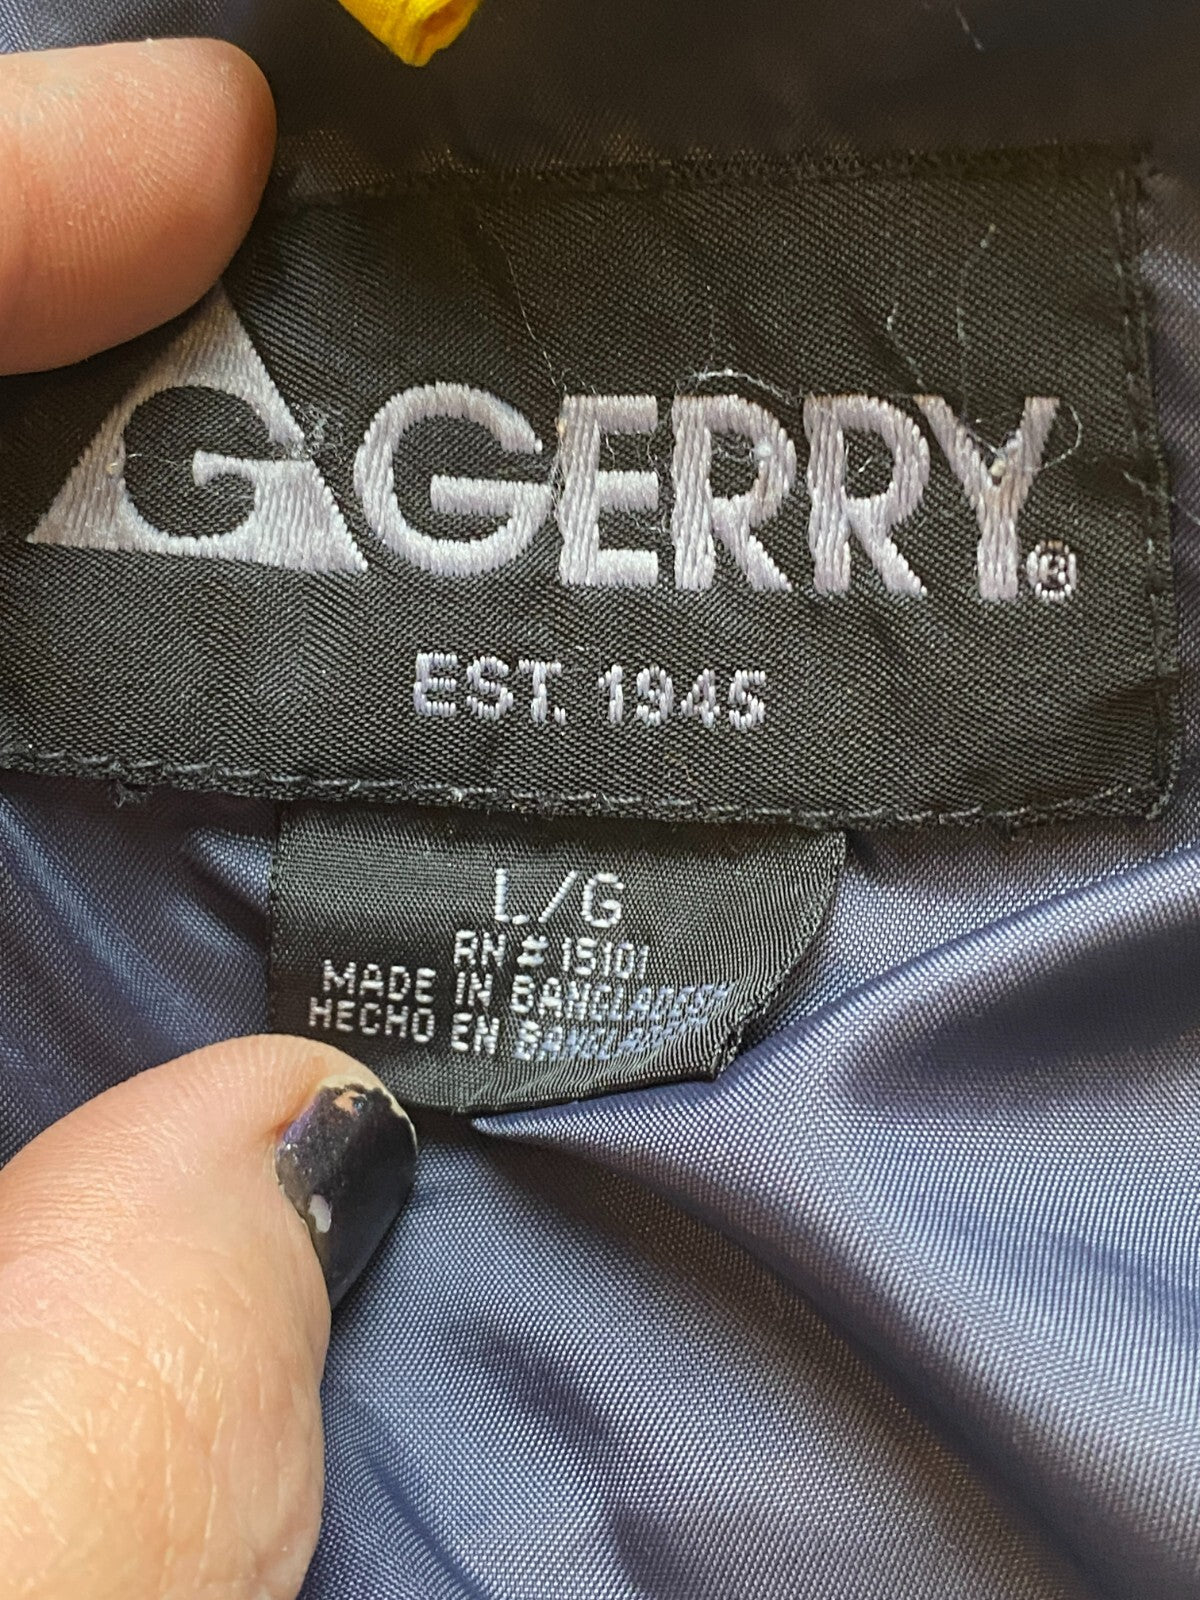 G GERRY®
EST. 1945
L/G
RN # 15101
MADE IN BANGLADESH
HECHO EN BANGLADESH